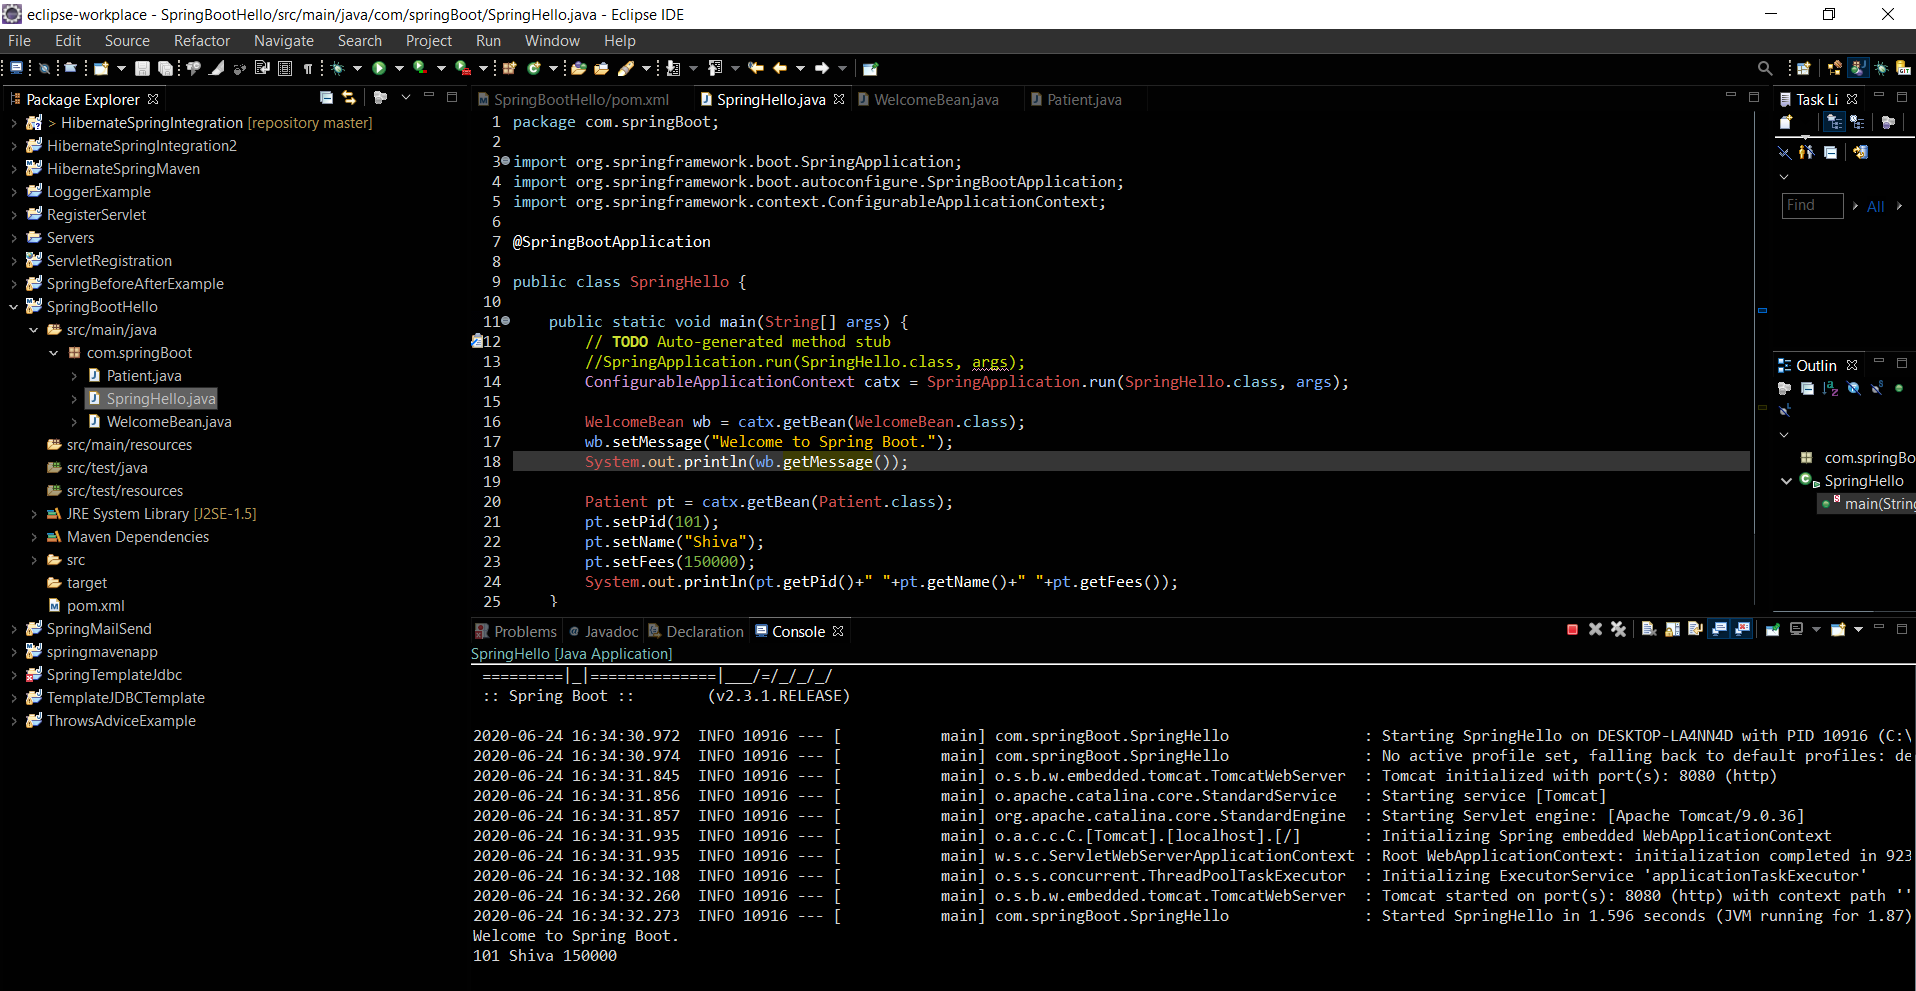 eclipse-workplace - SpringBootHello/src/main/java/com/springBoot/SpringHello.java - Eclipse IDE
File Edit Source Refactor Navigate Search Project Run Window Help
Package Explorer
> HibernateSpringIntegration [repository master]
HibernateSpringIntegration2
HibernateSpringMaven
LoggerExample
RegisterServlet
Servers
ServletRegistration
SpringBeforeAfterExample
SpringBootHello
src/main/java
com.springBoot
Patient.java
SpringHello.java
WelcomeBean.java
src/main/resources
src/test/java
src/test/resources
JRE System Library [J2SE-1.5]
Maven Dependencies
src
target
pom.xml
SpringMailSend
springmavenapp
SpringTemplateJdbc
TemplateJDBCTemplate
ThrowsAdviceExample
SpringBootHello/pom.xml SpringHello.java WelcomeBean.java Patient.java
1 package com.springBoot;
2
3 import org.springframework.boot.SpringApplication;
4 import org.springframework.boot.autoconfigure.SpringBootApplication;
5 import org.springframework.context.ConfigurableApplicationContext;
6
7 @SpringBootApplication
8
9 public class SpringHello {
10
11 public static void main(String[] args) {
12 // TODO Auto-generated method stub
13 //SpringApplication.run(SpringHello.class, args);
14 ConfigurableApplicationContext catx = SpringApplication.run(SpringHello.class, args);
15
16 WelcomeBean wb = catx.getBean(WelcomeBean.class);
17 wb.setMessage("Welcome to Spring Boot.");
18 System.out.println(wb.getMessage());
19
20 Patient pt = catx.getBean(Patient.class);
21 pt.setPid(101);
22 pt.setName("Shiva");
23 pt.setFees(150000);
24 System.out.println(pt.getPid()+" "+pt.getName()+" "+pt.getFees());
25 }
Task Li
Find All
Outlin
com.springBo
SpringHello
main(String
Problems Javadoc Declaration Console
SpringHello [Java Application]
=========|_|==============|___/=/_/_/_/
:: Spring Boot :: (v2.3.1.RELEASE)
2020-06-24 16:34:30.972 INFO 10916 --- [ main] com.springBoot.SpringHello : Starting SpringHello on DESKTOP-LA4NN4D with PID 10916 (C:\
2020-06-24 16:34:30.974 INFO 10916 --- [ main] com.springBoot.SpringHello : No active profile set, falling back to default profiles: de
2020-06-24 16:34:31.845 INFO 10916 --- [ main] o.s.b.w.embedded.tomcat.TomcatWebServer : Tomcat initialized with port(s): 8080 (http)
2020-06-24 16:34:31.856 INFO 10916 --- [ main] o.apache.catalina.core.StandardService : Starting service [Tomcat]
2020-06-24 16:34:31.857 INFO 10916 --- [ main] org.apache.catalina.core.StandardEngine : Starting Servlet engine: [Apache Tomcat/9.0.36]
2020-06-24 16:34:31.935 INFO 10916 --- [ main] o.a.c.c.C.[Tomcat].[localhost].[/] : Initializing Spring embedded WebApplicationContext
2020-06-24 16:34:31.935 INFO 10916 --- [ main] w.s.c.ServletWebServerApplicationContext : Root WebApplicationContext: initialization completed in 923
2020-06-24 16:34:32.108 INFO 10916 --- [ main] o.s.s.concurrent.ThreadPoolTaskExecutor : Initializing ExecutorService 'applicationTaskExecutor'
2020-06-24 16:34:32.260 INFO 10916 --- [ main] o.s.b.w.embedded.tomcat.TomcatWebServer : Tomcat started on port(s): 8080 (http) with context path ''
2020-06-24 16:34:32.273 INFO 10916 --- [ main] com.springBoot.SpringHello : Started SpringHello in 1.596 seconds (JVM running for 1.87)
Welcome to Spring Boot.
101 Shiva 150000